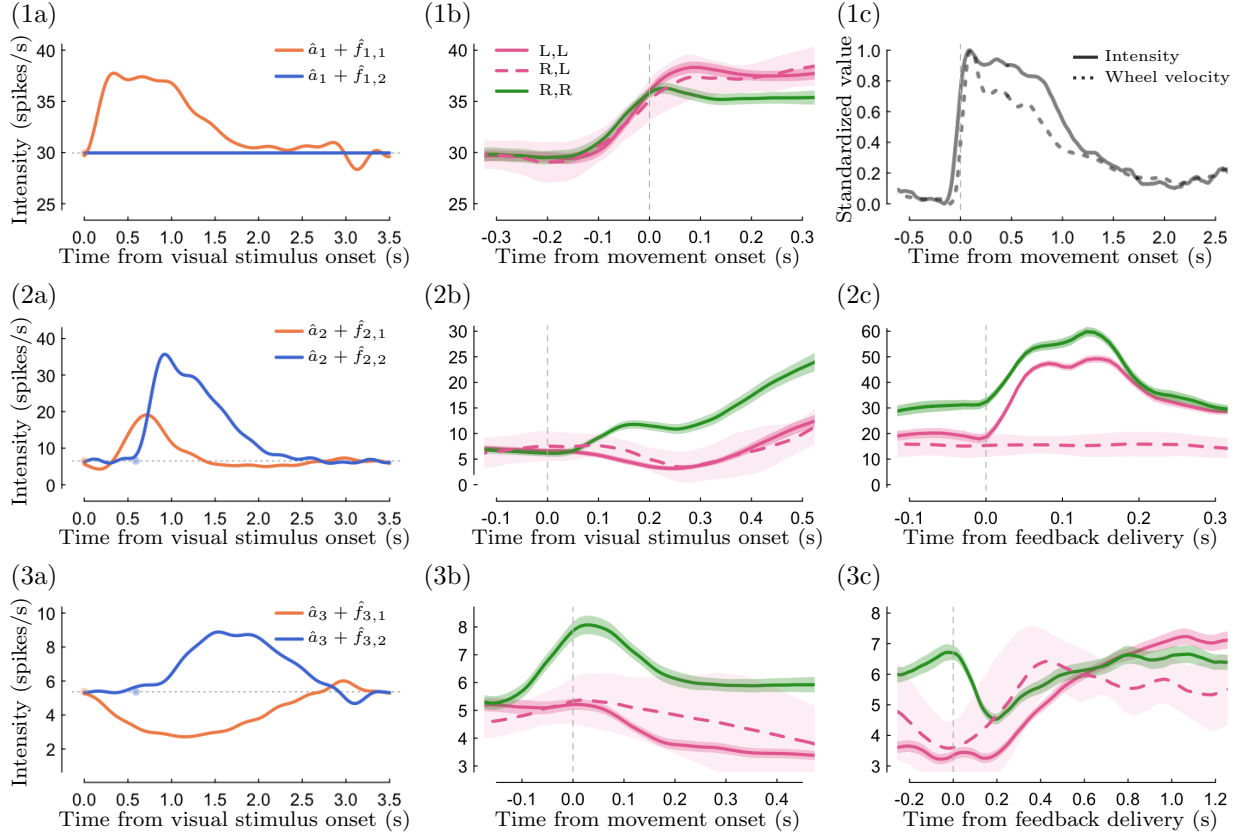 (1a)
Intensity (spikes/s)
40
35
30
25
0.0 0.5 1.0 1.5 2.0 2.5 3.0 3.5
Time from visual stimulus onset (s)
â₁ + f̂₁,₁
â₁ + f̂₁,₂
(1b)
40
35
30
25
-0.3 -0.2 -0.1 0.0 0.1 0.2 0.3
Time from movement onset (s)
L,L
R,L
R,R
(1c)
Standardized value
1.0
0.8
0.6
0.4
0.2
0.0
-0.5 0.0 0.5 1.0 1.5 2.0 2.5
Time from movement onset (s)
Intensity
Wheel velocity
(2a)
Intensity (spikes/s)
40
30
20
10
0
0.0 0.5 1.0 1.5 2.0 2.5 3.0 3.5
Time from visual stimulus onset (s)
â₂ + f̂₂,₁
â₂ + f̂₂,₂
(2b)
30
25
20
15
10
5
0
-0.1 0.0 0.1 0.2 0.3 0.4 0.5
Time from visual stimulus onset (s)
(2c)
60
50
40
30
20
10
0
-0.1 0.0 0.1 0.2 0.3
Time from feedback delivery (s)
(3a)
Intensity (spikes/s)
10
8
6
4
2
0.0 0.5 1.0 1.5 2.0 2.5 3.0 3.5
Time from visual stimulus onset (s)
â₃ + f̂₃,₁
â₃ + f̂₃,₂
(3b)
8
7
6
5
4
3
-0.1 0.0 0.1 0.2 0.3 0.4
Time from movement onset (s)
(3c)
8
7
6
5
4
3
-0.2 0.0 0.2 0.4 0.6 0.8 1.0 1.2
Time from feedback delivery (s)